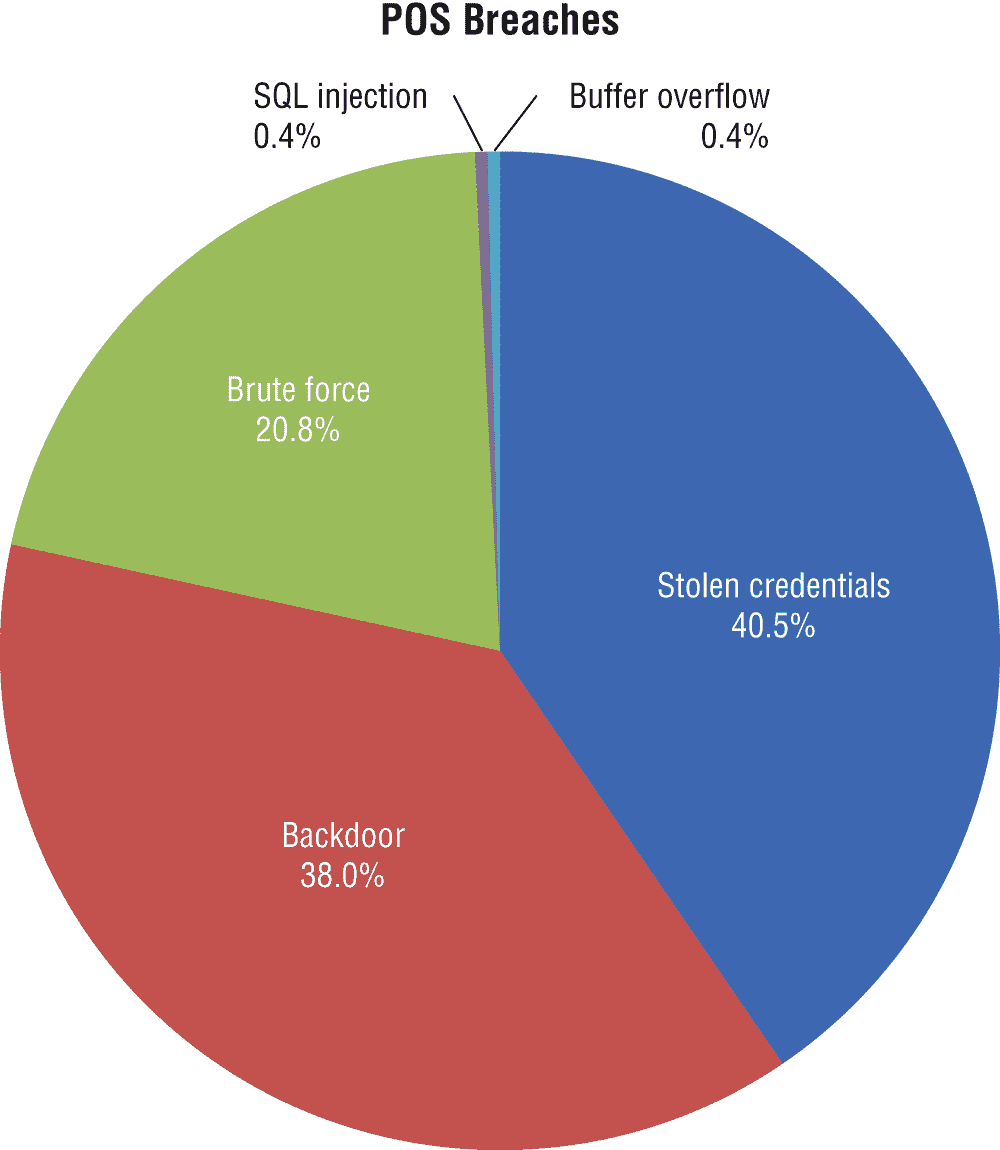 POS Breaches
SQL injection
0.4%
Buffer overflow
0.4%
Brute force
20.8%
Stolen credentials
40.5%
Backdoor
38.0%